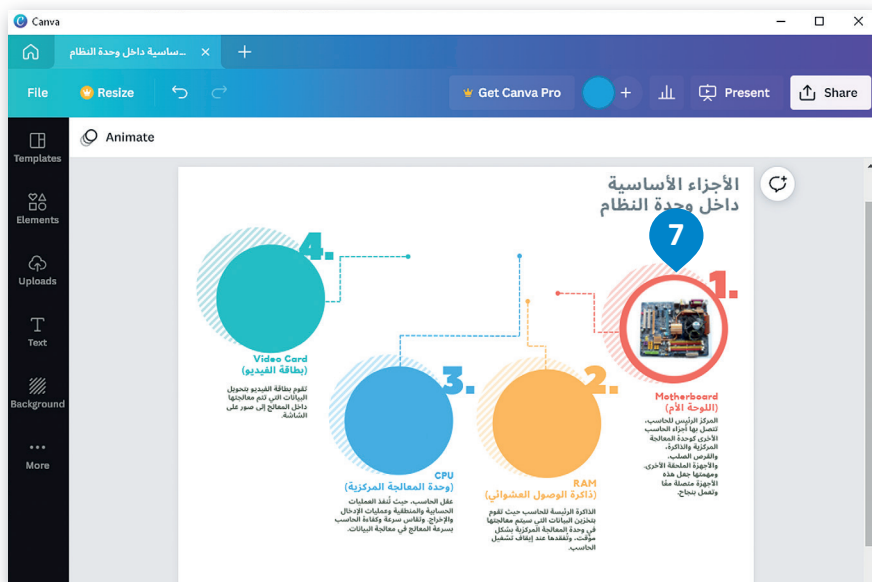 Canva
...ساسية داخل وحدة النظام
File
Resize
Get Canva Pro
Present
Share
Animate
Templates
Elements
Uploads
Text
Background
More
الأجزاء الأساسية
داخل وحدة النظام
7
1.
Motherboard
(اللوحة الأم)
المركز الرئيس للحاسب،
تتصل بها أجزاء الحاسب
الأخرى كوحدة المعالجة
المركزية والذاكرة،
والقرص الصلب،
والأجهزة الملحقة الأخرى.
ومهمتها جعل هذه
الأجهزة متصلة معًا
وتعمل بنجاح.
2.
RAM
(ذاكرة الوصول العشوائي)
الذاكرة الرئيسة للحاسب حيث تقوم
بتخزين البيانات التي سيتم معالجتها
في وحدة المعالجة المركزية بشكل
مؤقت، وتُفقدها عند إيقاف تشغيل
الحاسب.
3.
CPU
(وحدة المعالجة المركزية)
عقل الحاسب، حيث تُنفذ العمليات
الحسابية والمنطقية وعمليات الإدخال
والإخراج. وتقاس سرعة وكفاءة الحاسب
بسرعة المعالج في معالجة البيانات.
4.
Video Card
(بطاقة الفيديو)
تقوم بطاقة الفيديو بتحويل
البيانات التي تتم معالجتها
داخل المعالج إلى صور على
الشاشة.